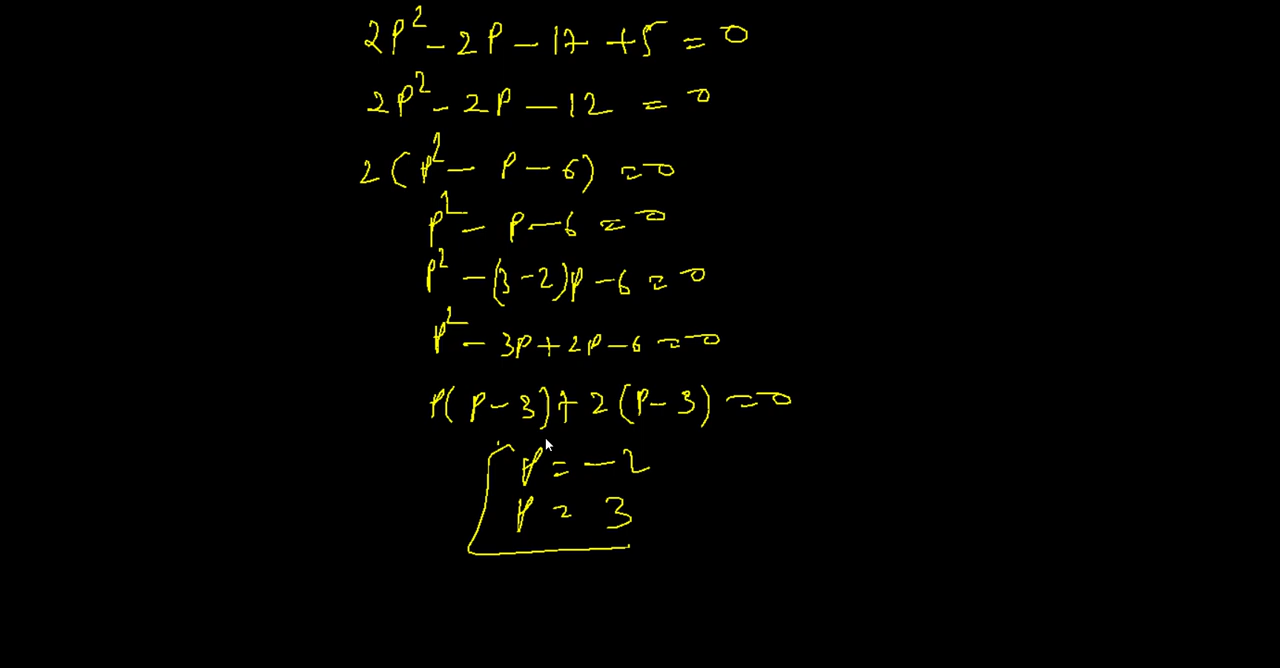 2P² - 2P - 17 + 5 = 0
2P² - 2P - 12 = 0
2(P² - P - 6) = 0
P² - P - 6 = 0
P² - (3 - 2)P - 6 = 0
P² - 3P + 2P - 6 = 0
P(P - 3) + 2(P - 3) = 0
P = -2
P = 3